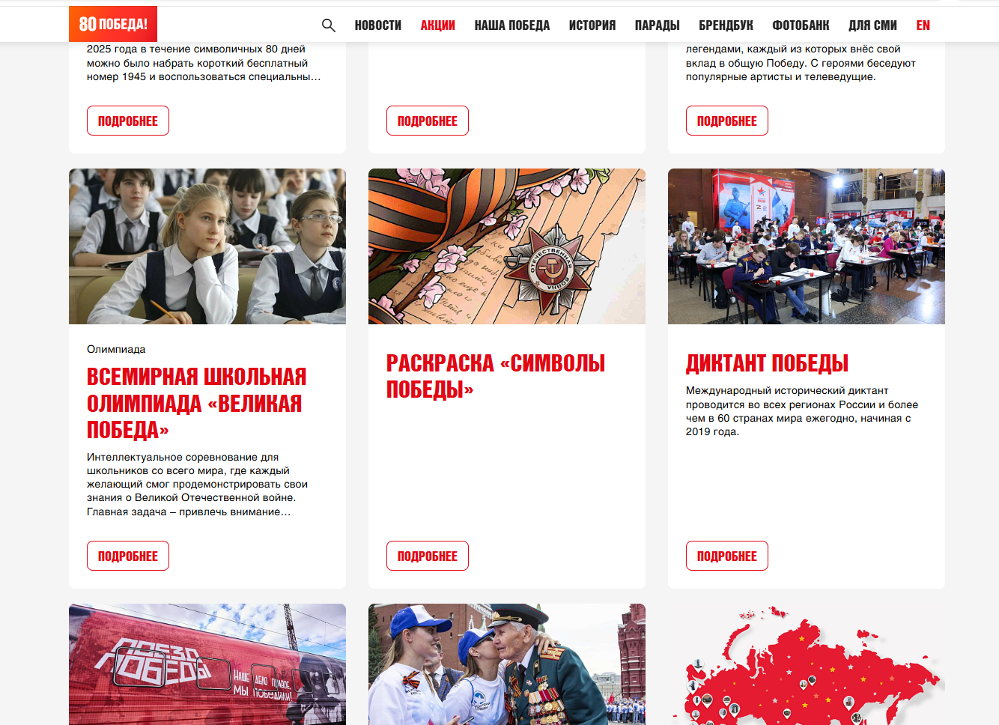 80 ПОБЕДА!
НОВОСТИ
АКЦИИ
НАША ПОБЕДА
ИСТОРИЯ
ПАРАДЫ
БРЕНДБУК
ФОТОБАНК
ДЛЯ СМИ
EN
2025 года в течение символичных 80 дней
можно было набрать короткий бесплатный
номер 1945 и воспользоваться специальны...
ПОДРОБНЕЕ
ПОДРОБНЕЕ
легендами, каждый из которых внёс свой
вклад в общую Победу. С героями беседуют
популярные артисты и телеведущие.
ПОДРОБНЕЕ
Олимпиада
ВСЕМИРНАЯ ШКОЛЬНАЯ
ОЛИМПИАДА «ВЕЛИКАЯ
ПОБЕДА»
Интеллектуальное соревнование для
школьников со всего мира, где каждый
желающий смог продемонстрировать свои
знания о Великой Отечественной войне.
Главная задача – привлечь внимание...
ПОДРОБНЕЕ
ОТЕЧЕСТВЕННАЯ
ВОЙНА
РАСКРАСКА «СИМВОЛЫ
ПОБЕДЫ»
ПОДРОБНЕЕ
ДИКТАНТ ПОБЕДЫ
Международный исторический диктант
проводится во всех регионах России и более
чем в 60 странах мира ежегодно, начиная с
2019 года.
ПОДРОБНЕЕ
ПОЕЗД
ПОБЕДЫ
НАШЕ ДЕЛО ПРАВОЕ
МЫ ПОБЕДИЛИ!